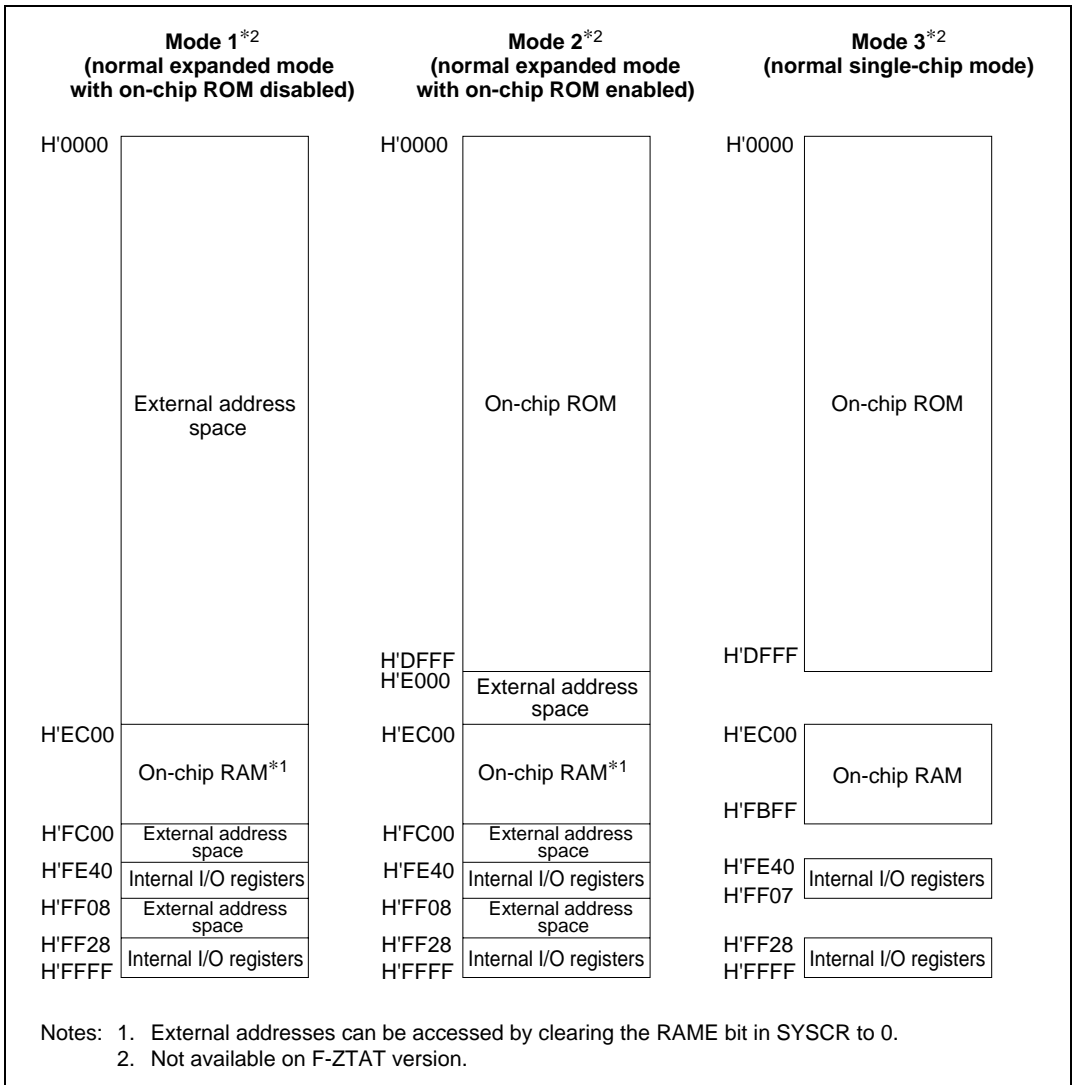 Mode 1*2
(normal expanded mode
with on-chip ROM disabled)
H'0000
External address
space
H'EC00
On-chip RAM*1
H'FC00
External address
space
H'FE40
Internal I/O registers
H'FF08
External address
space
H'FF28
Internal I/O registers
H'FFFF
Mode 2*2
(normal expanded mode
with on-chip ROM enabled)
H'0000
On-chip ROM
H'DFFF
H'E000
External address
space
H'EC00
On-chip RAM*1
H'FC00
External address
space
H'FE40
Internal I/O registers
H'FF08
External address
space
H'FF28
Internal I/O registers
H'FFFF
Mode 3*2
(normal single-chip mode)
H'0000
On-chip ROM
H'DFFF
H'EC00
On-chip RAM
H'FBFF
H'FE40
Internal I/O registers
H'FF07
H'FF28
Internal I/O registers
H'FFFF
Notes: 1. External addresses can be accessed by clearing the RAME bit in SYSCR to 0.
2. Not available on F-ZTAT version.